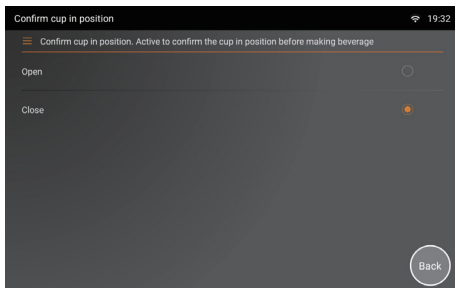 Confirm cup in position 19:32
Confirm cup in position. Active to confirm the cup in position before making beverage
Open
Close
Back